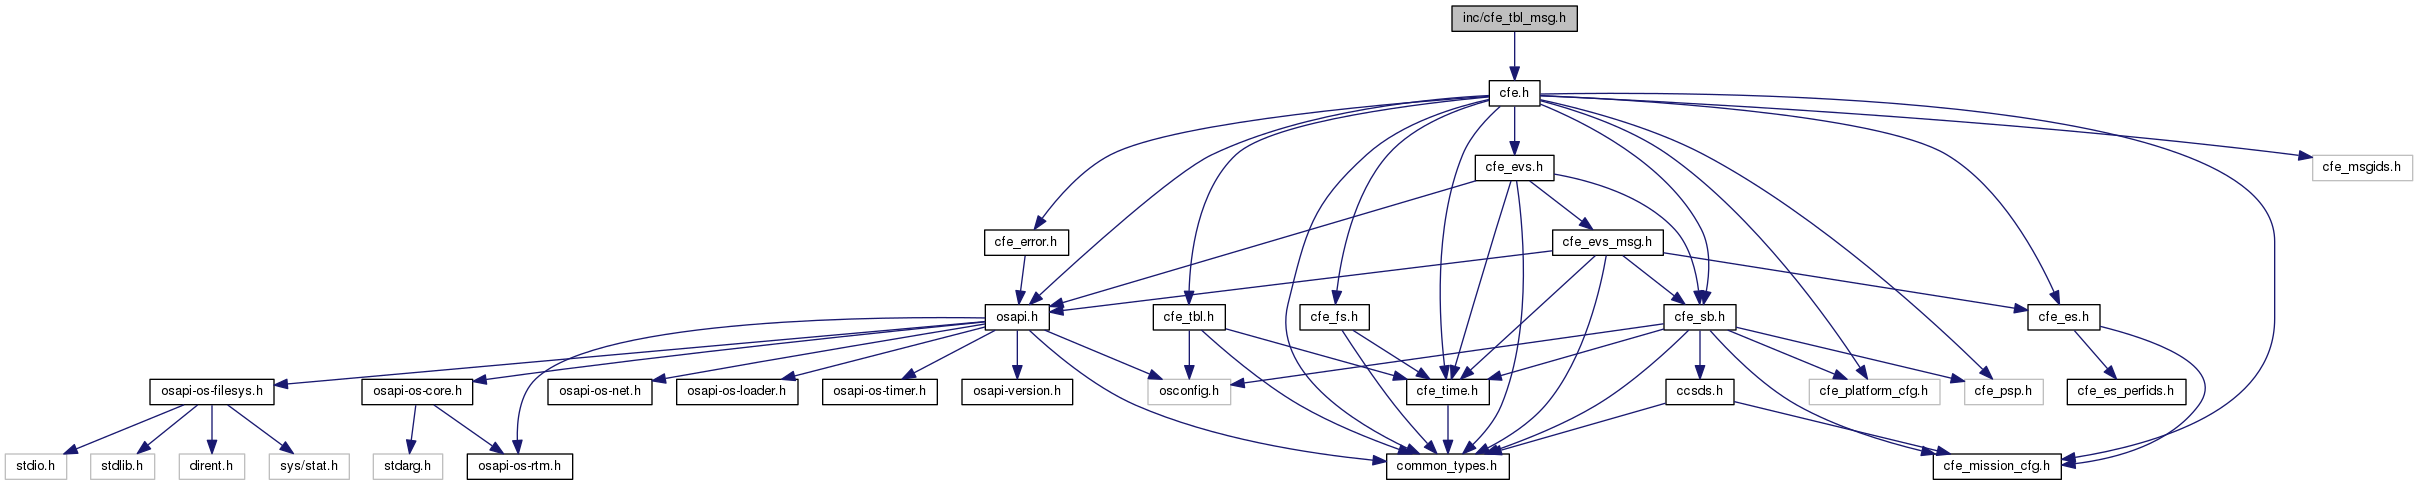 inc/cfe_tbl_msg.h
cfe.h
cfe_evs.h
cfe_msgids.h
cfe_error.h
cfe_evs_msg.h
osapi.h
cfe_tbl.h
cfe_fs.h
cfe_sb.h
cfe_es.h
osapi-os-filesys.h
osapi-os-core.h
osapi-os-net.h
osapi-os-loader.h
osapi-os-timer.h
osapi-version.h
osconfig.h
cfe_time.h
ccsds.h
cfe_platform_cfg.h
cfe_psp.h
cfe_es_perfids.h
stdio.h
stdlib.h
dirent.h
sys/stat.h
stdarg.h
osapi-os-rtm.h
common_types.h
cfe_mission_cfg.h